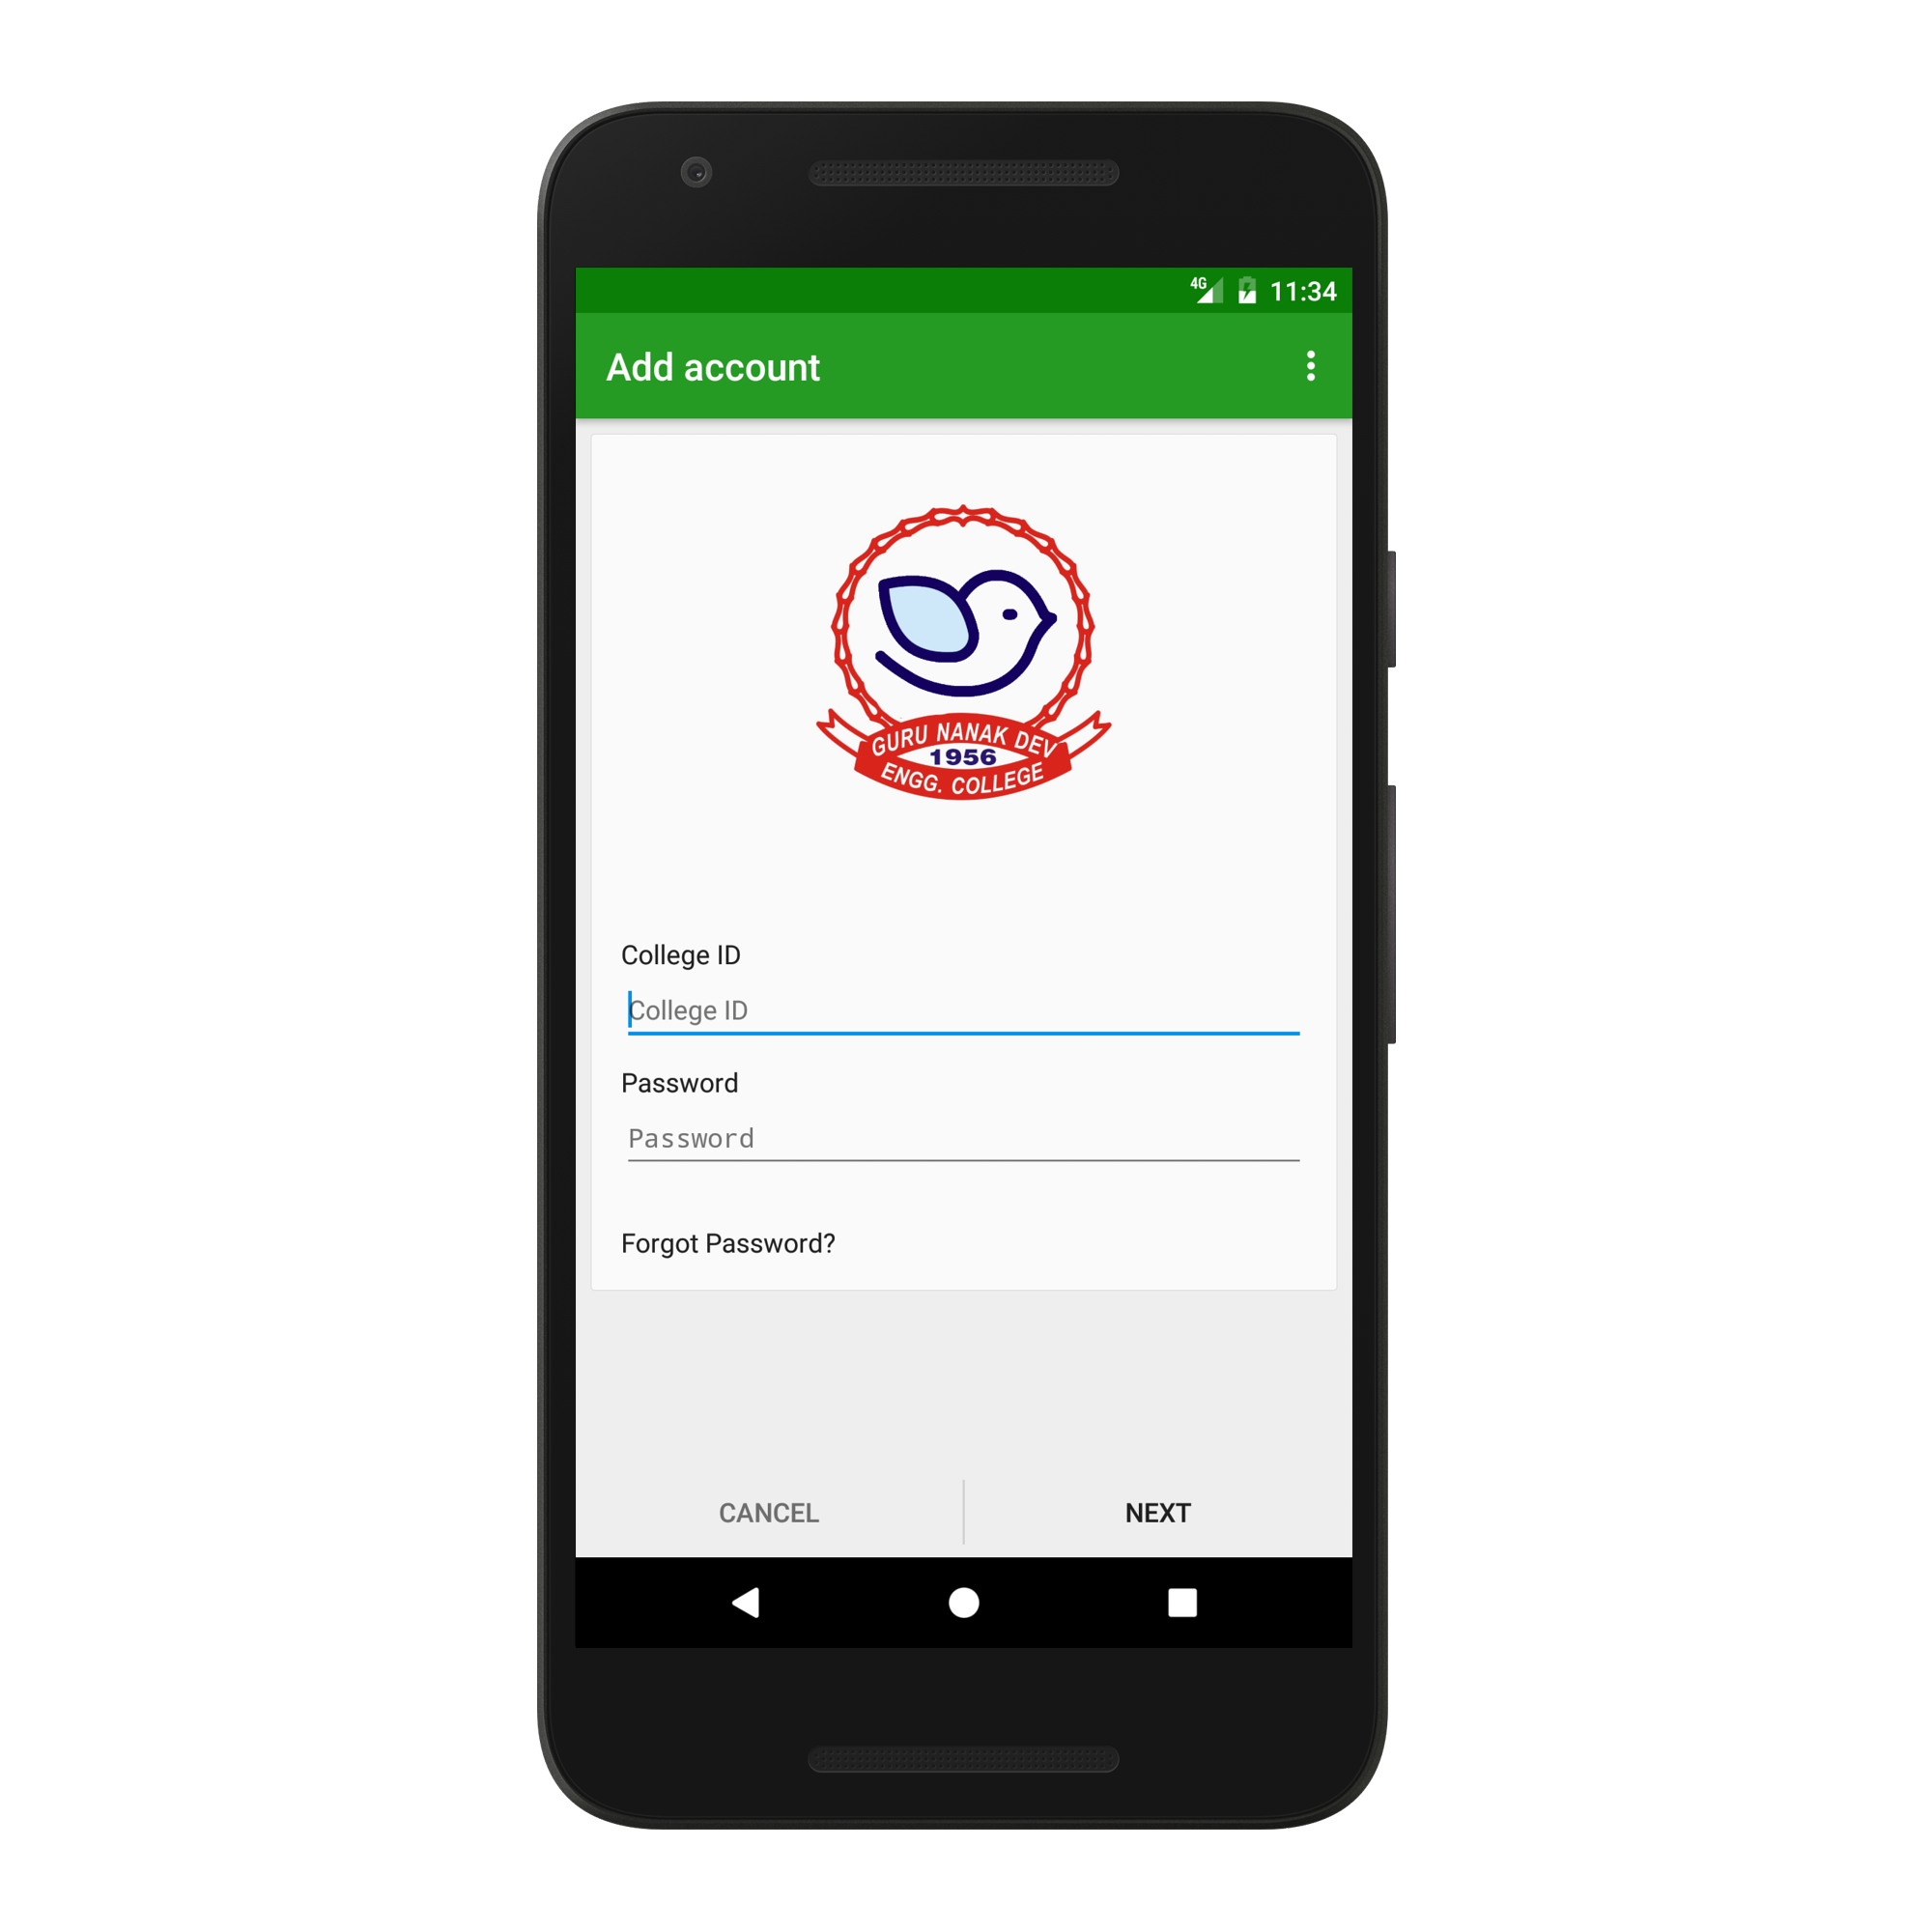 4G 11:34
Add account
GURU NANAK DEV
1956
ENGG. COLLEGE
College ID
College ID
Password
Password
Forgot Password?
CANCEL NEXT